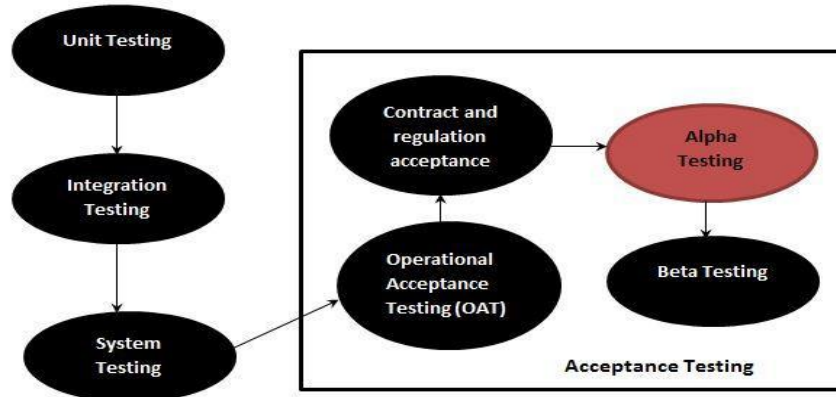 Unit Testing
Integration
Testing
System
Testing
Operational
Acceptance
Testing (OAT)
Contract and
regulation
acceptance
Alpha
Testing
Beta Testing
Acceptance Testing